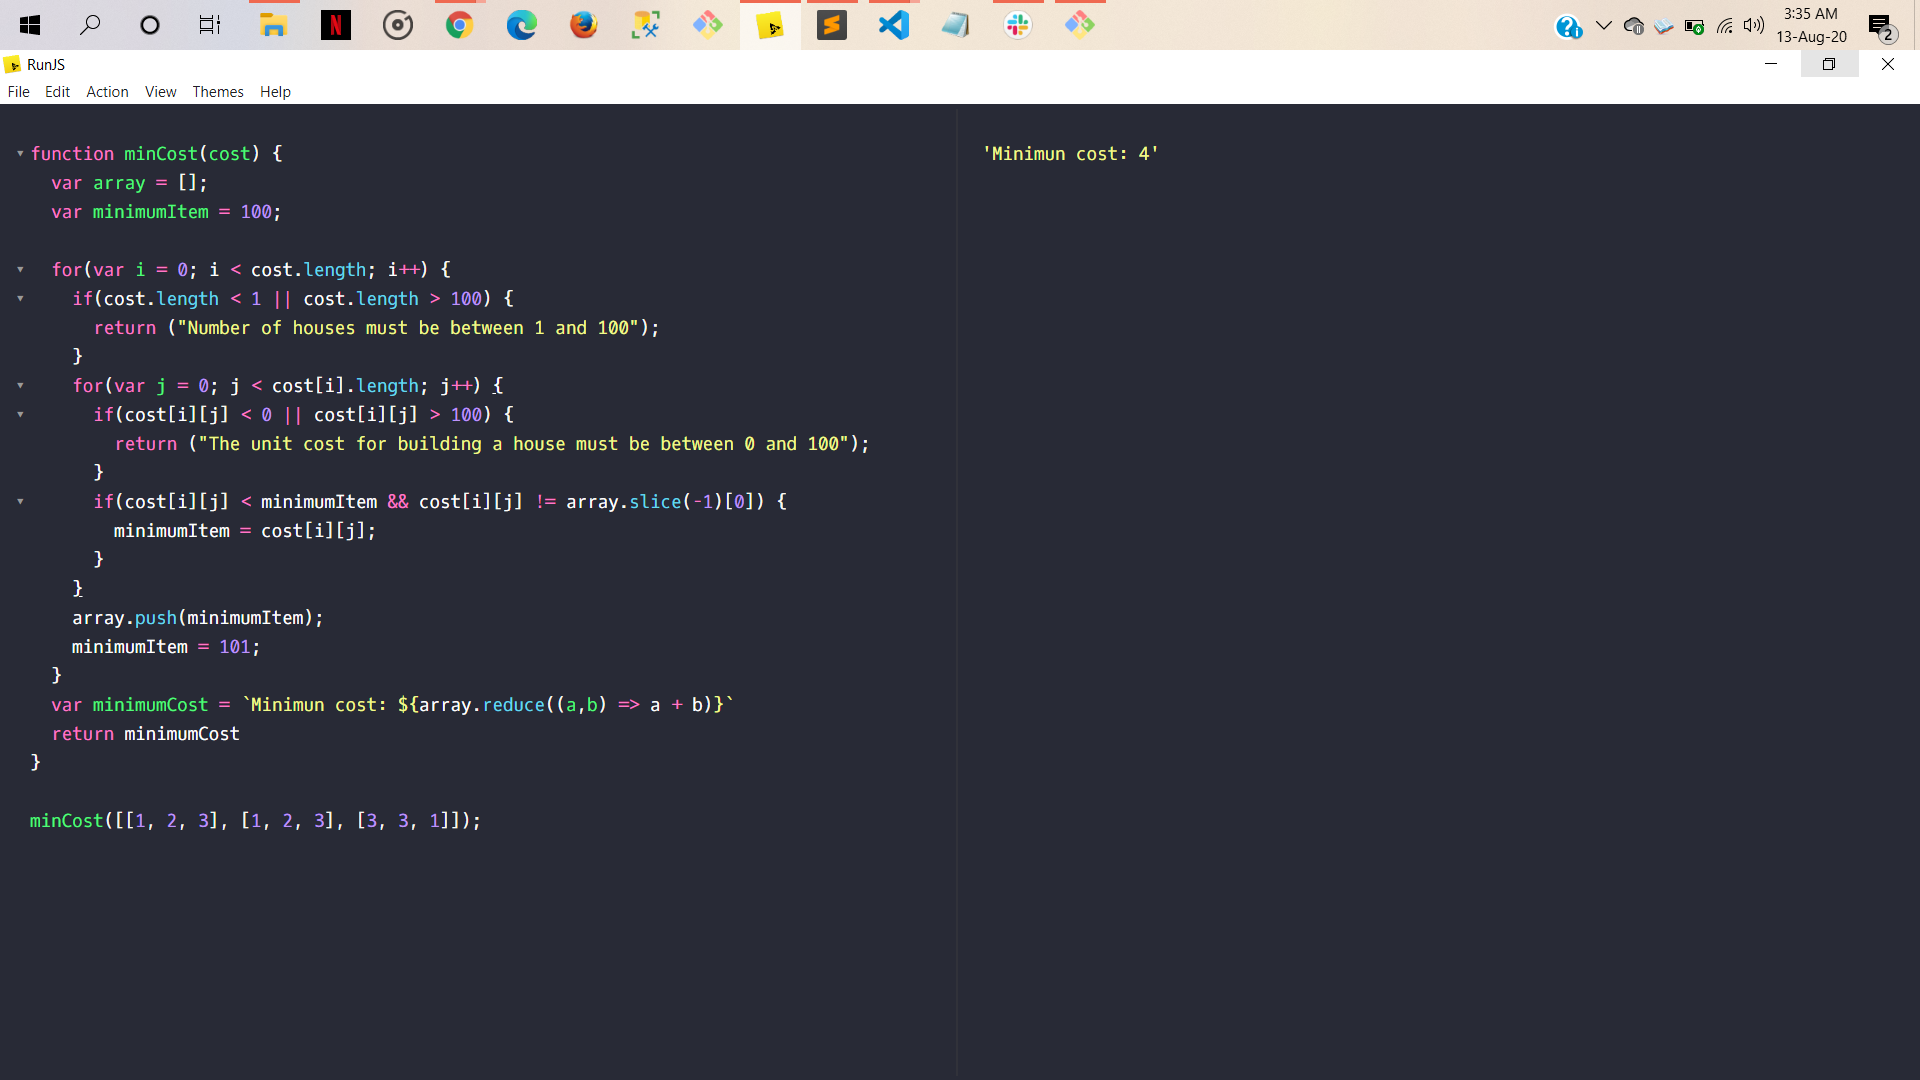 3:35 AM
13-Aug-20
2
RunJS
File Edit Action View Themes Help
function minCost(cost) {
  var array = [];
  var minimumItem = 100;
  for(var i = 0; i < cost.length; i++) {
    if(cost.length < 1 || cost.length > 100) {
      return ("Number of houses must be between 1 and 100");
    }
    for(var j = 0; j < cost[i].length; j++) {
      if(cost[i][j] < 0 || cost[i][j] > 100) {
        return ("The unit cost for building a house must be between 0 and 100");
      }
      if(cost[i][j] < minimumItem && cost[i][j] != array.slice(-1)[0]) {
        minimumItem = cost[i][j];
      }
    }
    array.push(minimumItem);
    minimumItem = 101;
  }
  var minimumCost = `Minimun cost: ${array.reduce((a,b) => a + b)}`
  return minimumCost
}
minCost([[1, 2, 3], [1, 2, 3], [3, 3, 1]]);
'Minimun cost: 4'